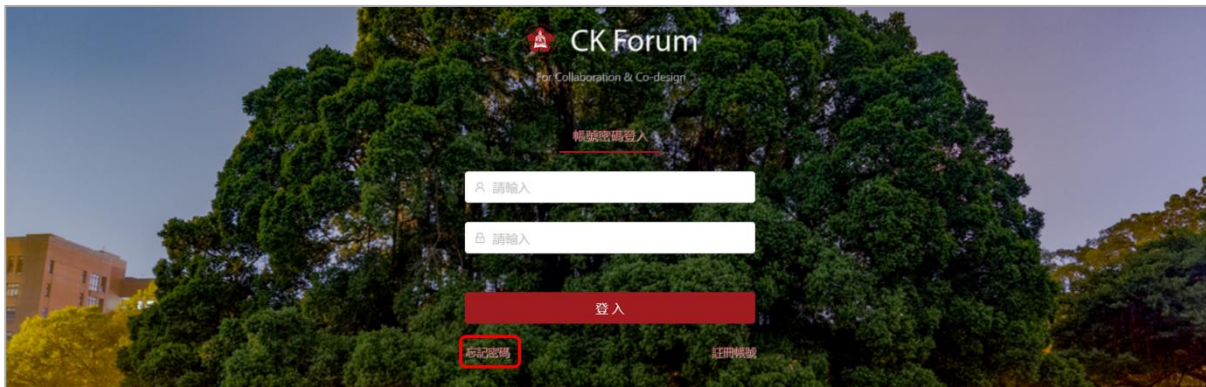 CK Forum
For Collaboration & Co-design
帳號密碼登入
請輸入
請輸入
登入
忘記密碼
註冊帳號